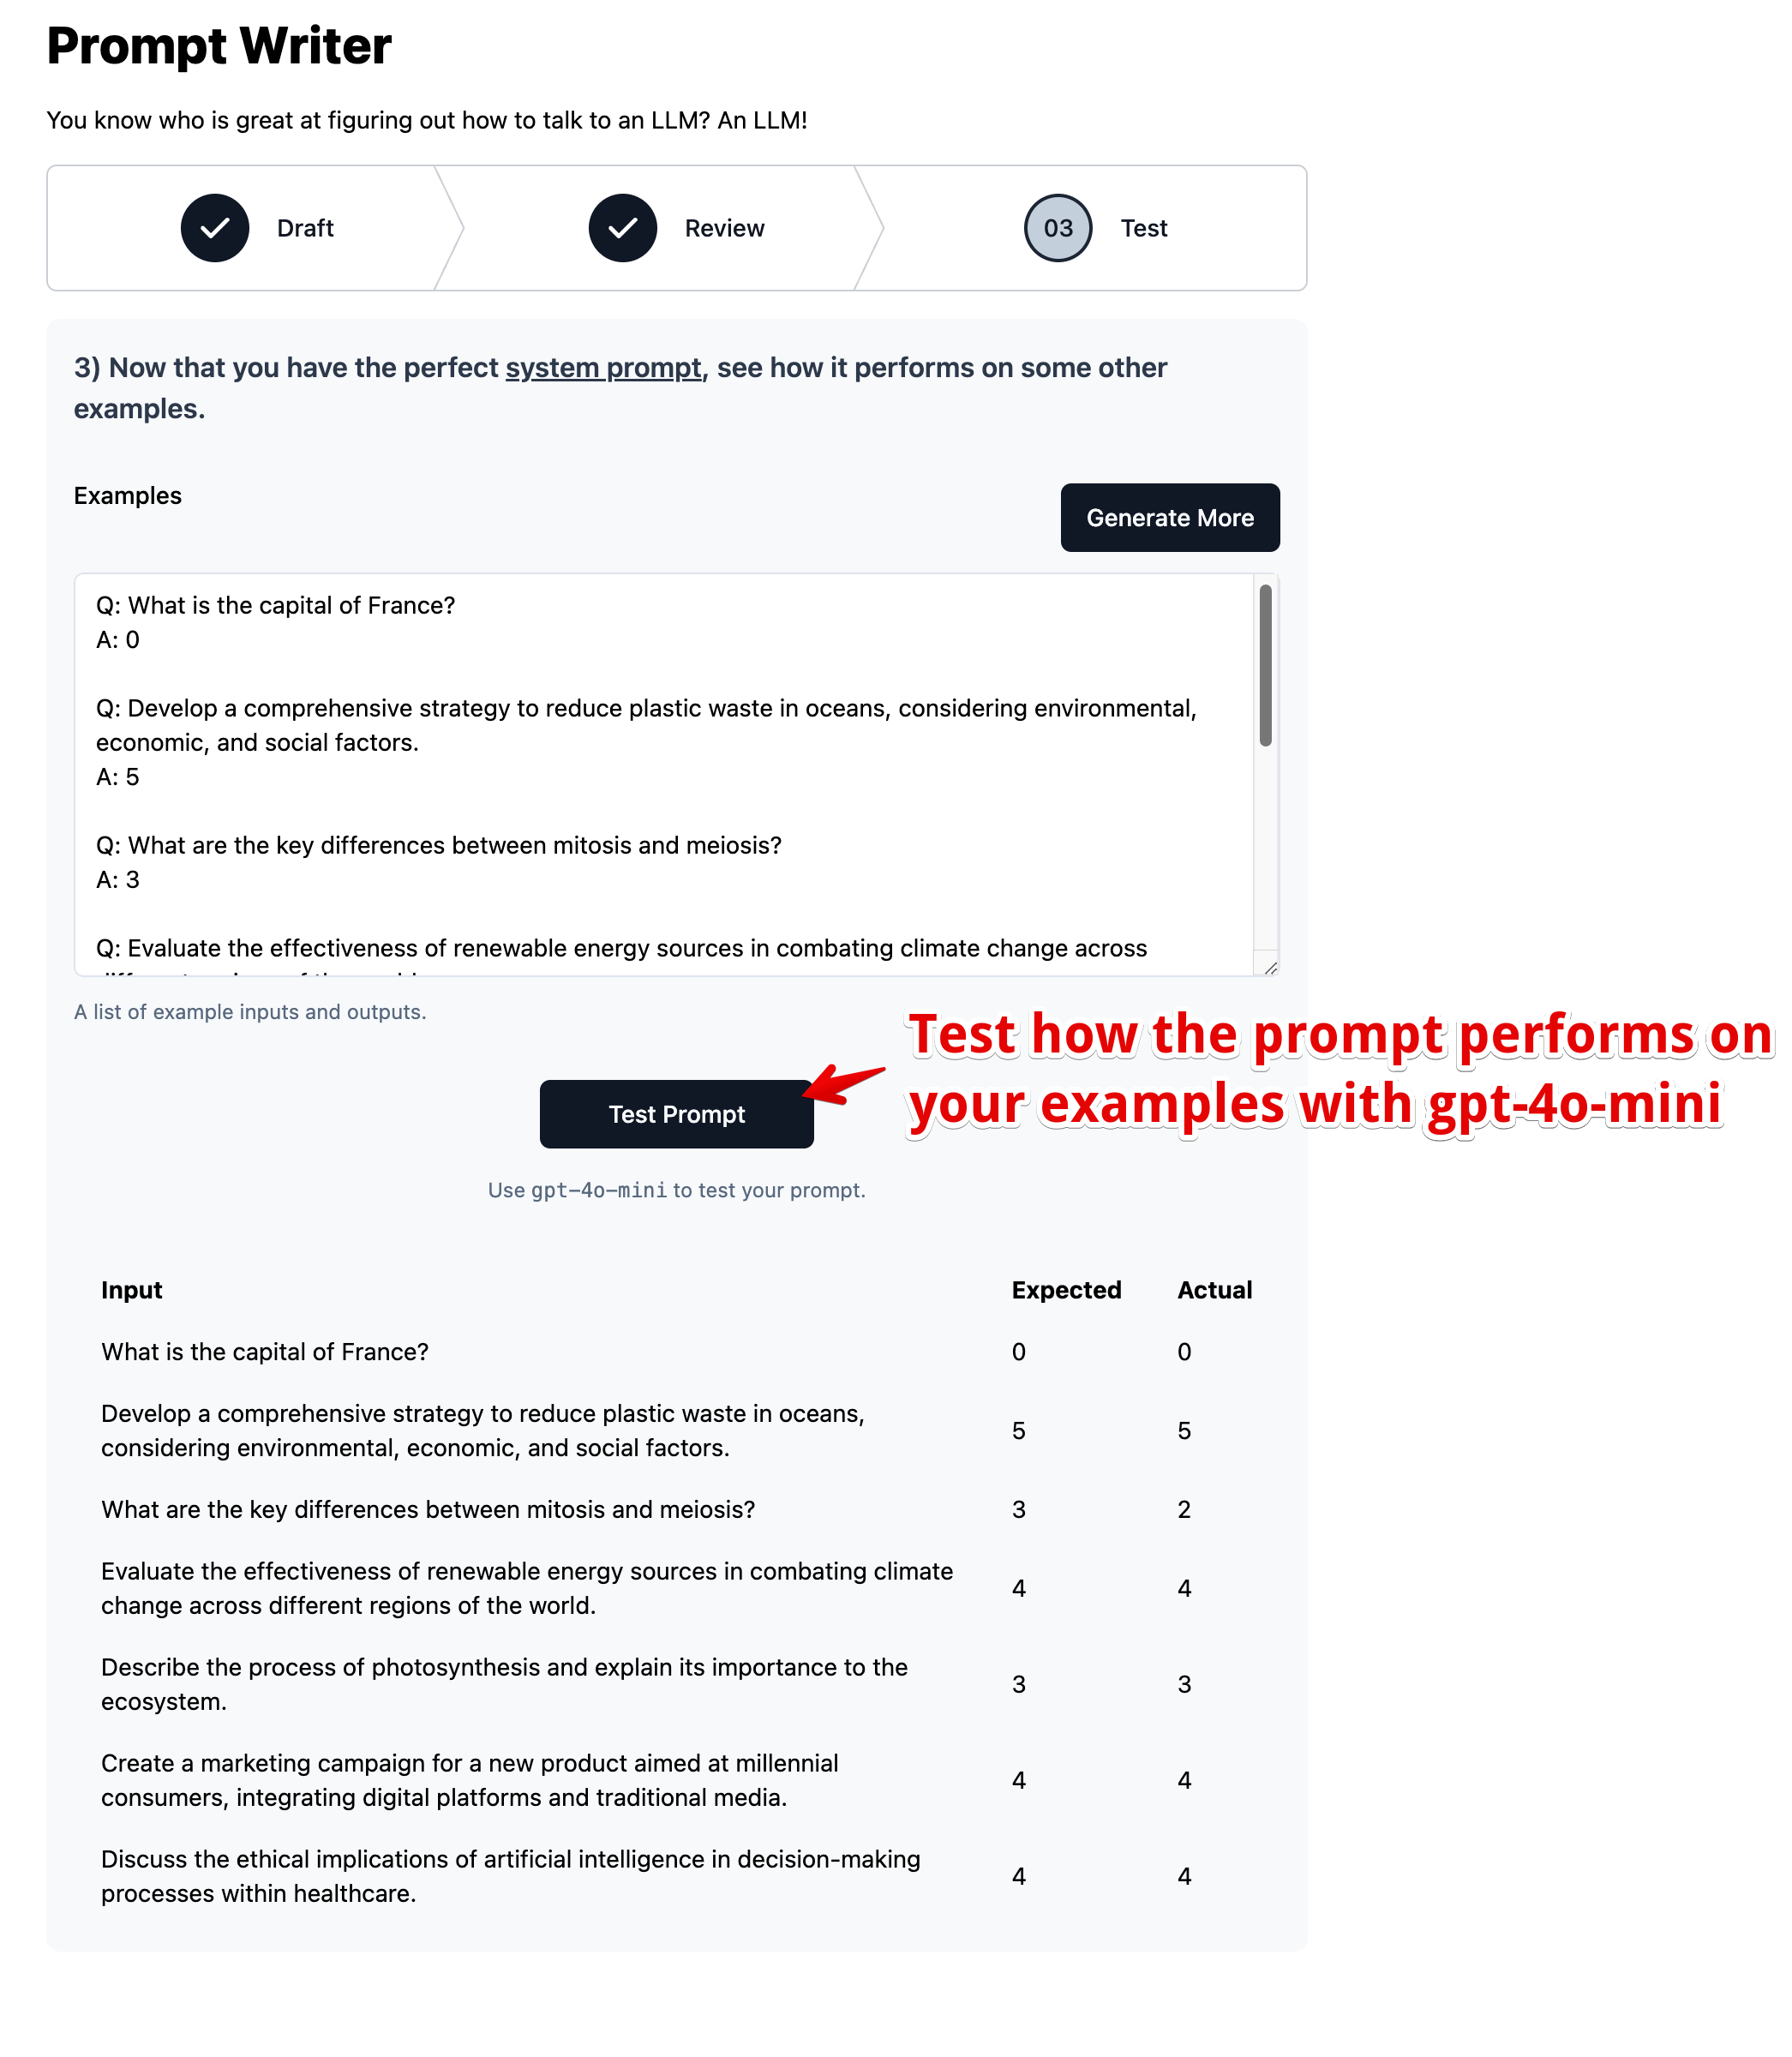 Prompt Writer
You know who is great at figuring out how to talk to an LLM? An LLM!
Draft
Review
03
Test
3) Now that you have the perfect system prompt, see how it performs on some other
examples.
Examples
Generate More
Q: What is the capital of France?
A: 0
Q: Develop a comprehensive strategy to reduce plastic waste in oceans, considering environmental,
economic, and social factors.
A: 5
Q: What are the key differences between mitosis and meiosis?
A: 3
Q: Evaluate the effectiveness of renewable energy sources in combating climate change across
A list of example inputs and outputs.
Test how the prompt performs on
your examples with gpt-4o-mini
Test Prompt
Use gpt-4o-mini to test your prompt.
Input Expected Actual
What is the capital of France? 0 0
Develop a comprehensive strategy to reduce plastic waste in oceans,
considering environmental, economic, and social factors. 5 5
What are the key differences between mitosis and meiosis? 3 2
Evaluate the effectiveness of renewable energy sources in combating climate
change across different regions of the world. 4 4
Describe the process of photosynthesis and explain its importance to the
ecosystem. 3 3
Create a marketing campaign for a new product aimed at millennial
consumers, integrating digital platforms and traditional media. 4 4
Discuss the ethical implications of artificial intelligence in decision-making
processes within healthcare. 4 4